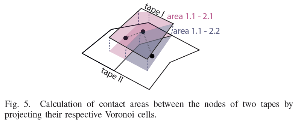 tape I
area 1.1 - 2.1
area 1.1 - 2.2
tape II
Fig. 5. Calculation of contact areas between the nodes of two tapes by
projecting their respective Voronoi cells.